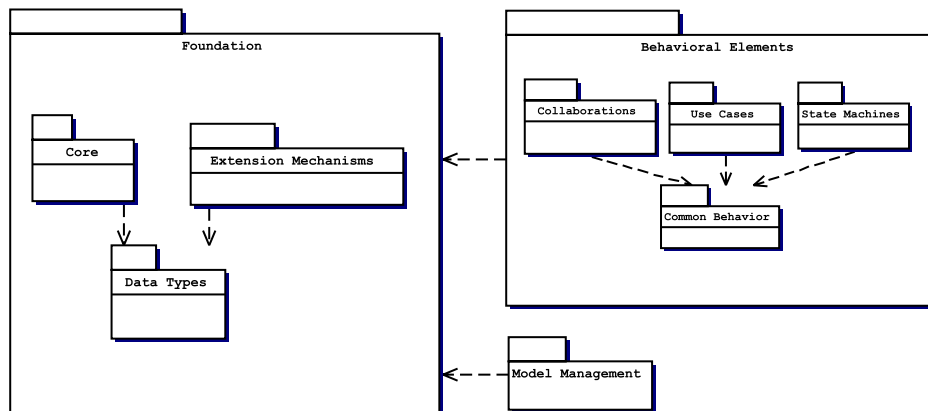 Foundation
Behavioral Elements
Collaborations
Use Cases
State Machines
Core
Extension Mechanisms
Common Behavior
Data Types
Model Management